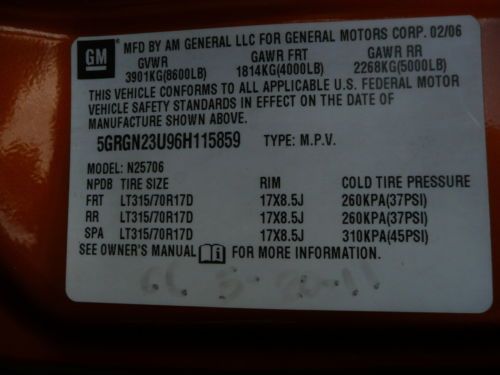 GM
MFD BY AM GENERAL LLC FOR GENERAL MOTORS CORP. 02/06
GVWR GAWR FRT GAWR RR
3901KG(8600LB) 1814KG(4000LB) 2268KG(5000LB)
THIS VEHICLE CONFORMS TO ALL APPLICABLE U.S. FEDERAL MOTOR
VEHICLE SAFETY STANDARDS IN EFFECT ON THE DATE OF
MANUFACTURE SHOWN ABOVE.
5GRGN23U96H115859 TYPE: M.P.V.
MODEL: N25706
NPDB TIRE SIZE RIM COLD TIRE PRESSURE
FRT LT315/70R17D 17X8.5J 260KPA(37PSI)
RR LT315/70R17D 17X8.5J 260KPA(37PSI)
SPA LT315/70R17D 17X8.5J 310KPA(45PSI)
SEE OWNER'S MANUAL FOR MORE INFORMATION.